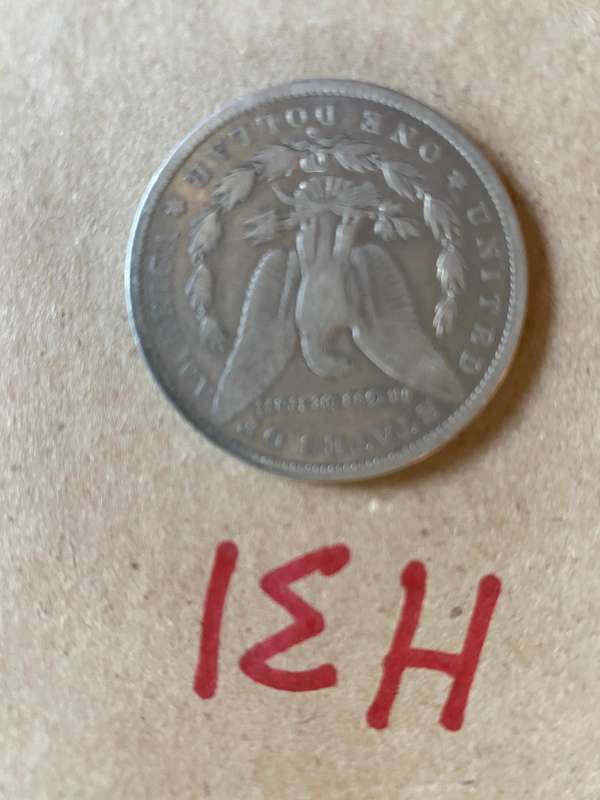 H31
UNITED STATES OF AMERICA
ONE DOLLAR